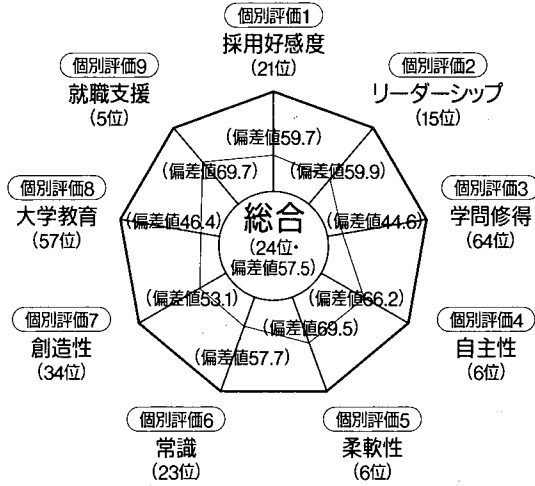 個別評価1
採用好感度
(21位)
個別評価2
リーダーシップ
(15位)
個別評価3
学問修得
(64位)
個別評価4
自主性
(6位)
個別評価5
柔軟性
(6位)
個別評価6
常識
(23位)
個別評価7
創造性
(34位)
個別評価8
大学教育
(57位)
個別評価9
就職支援
(5位)
(偏差値59.7)
(偏差値59.9)
(偏差値44.6)
(偏差値66.2)
(偏差値69.5)
(偏差値57.7)
(偏差値53.1)
(偏差値46.4)
(偏差値69.7)
総合
(24位・
偏差値57.5)